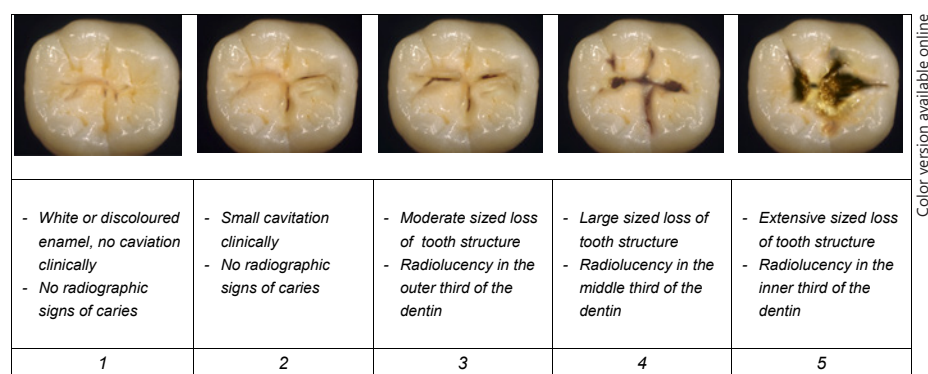 - White or discoloured
enamel, no caviation
clinically
- No radiographic
signs of caries
- Small cavitation
clinically
- No radiographic
signs of caries
- Moderate sized loss
of tooth structure
- Radiolucency in the
outer third of the
dentin
- Large sized loss of
tooth structure
- Radiolucency in the
middle third of the
dentin
- Extensive sized loss
of tooth structure
- Radiolucency in the
inner third of the
dentin
1
2
3
4
5
Color version available online